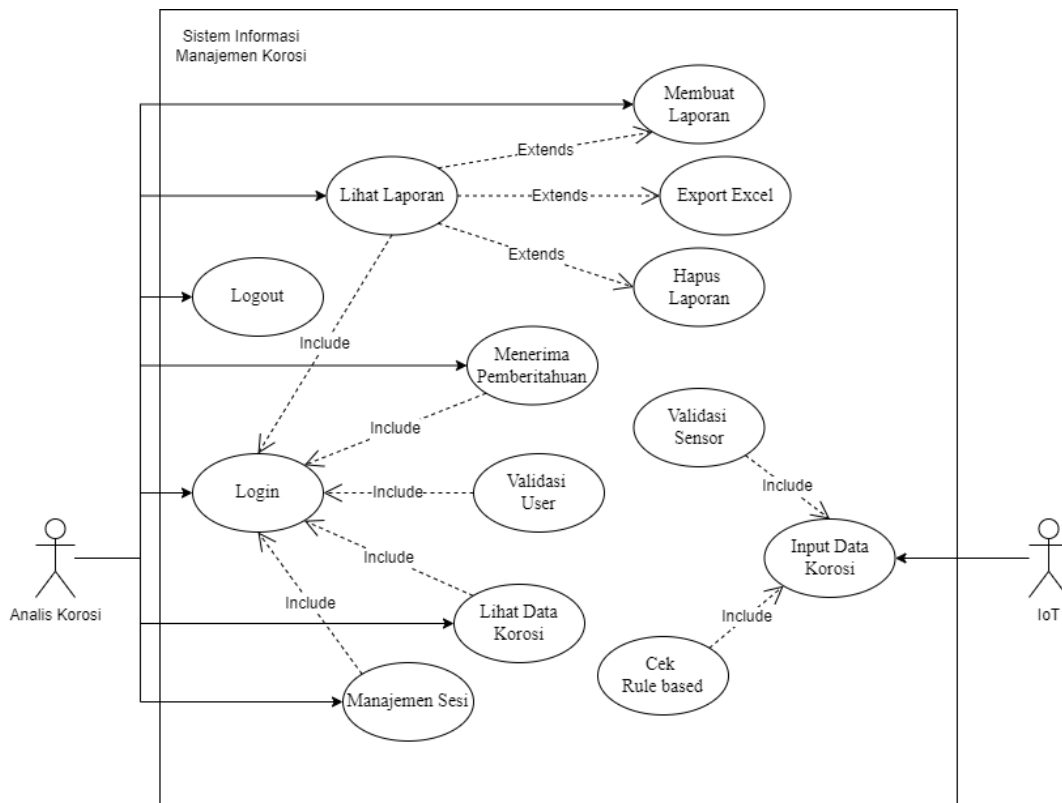 Sistem Informasi
Manajemen Korosi
Membuat
Laporan
Extends
Lihat Laporan
Extends
Export Excel
Extends
Hapus
Laporan
Logout
Include
Menerima
Pemberitahuan
Include
Validasi
Sensor
Include
Login
Include
Validasi
User
Input Data
Korosi
Include
Analis Korosi
IoT
Include
Lihat Data
Korosi
Include
Cek
Rule based
Manajemen Sesi